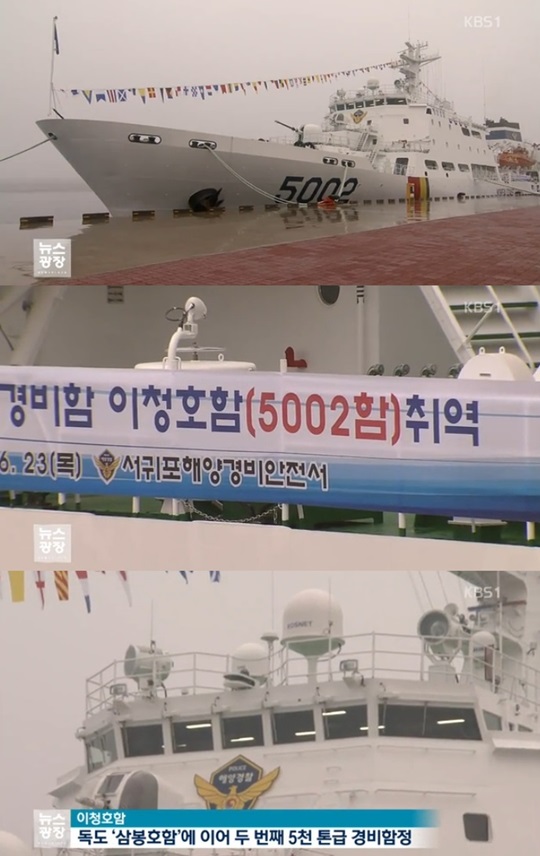 KBS1
5002
뉴스
광장
KBS1
경비함 이청호함(5002함)취역
6. 23(목) 서귀포해양경비안전서
뉴스
광장
KBS1
KOSNET
POLICE
해양경찰
뉴스
광장
이청호함
독도 '삼봉호함'에 이어 두 번째 5천 톤급 경비함정